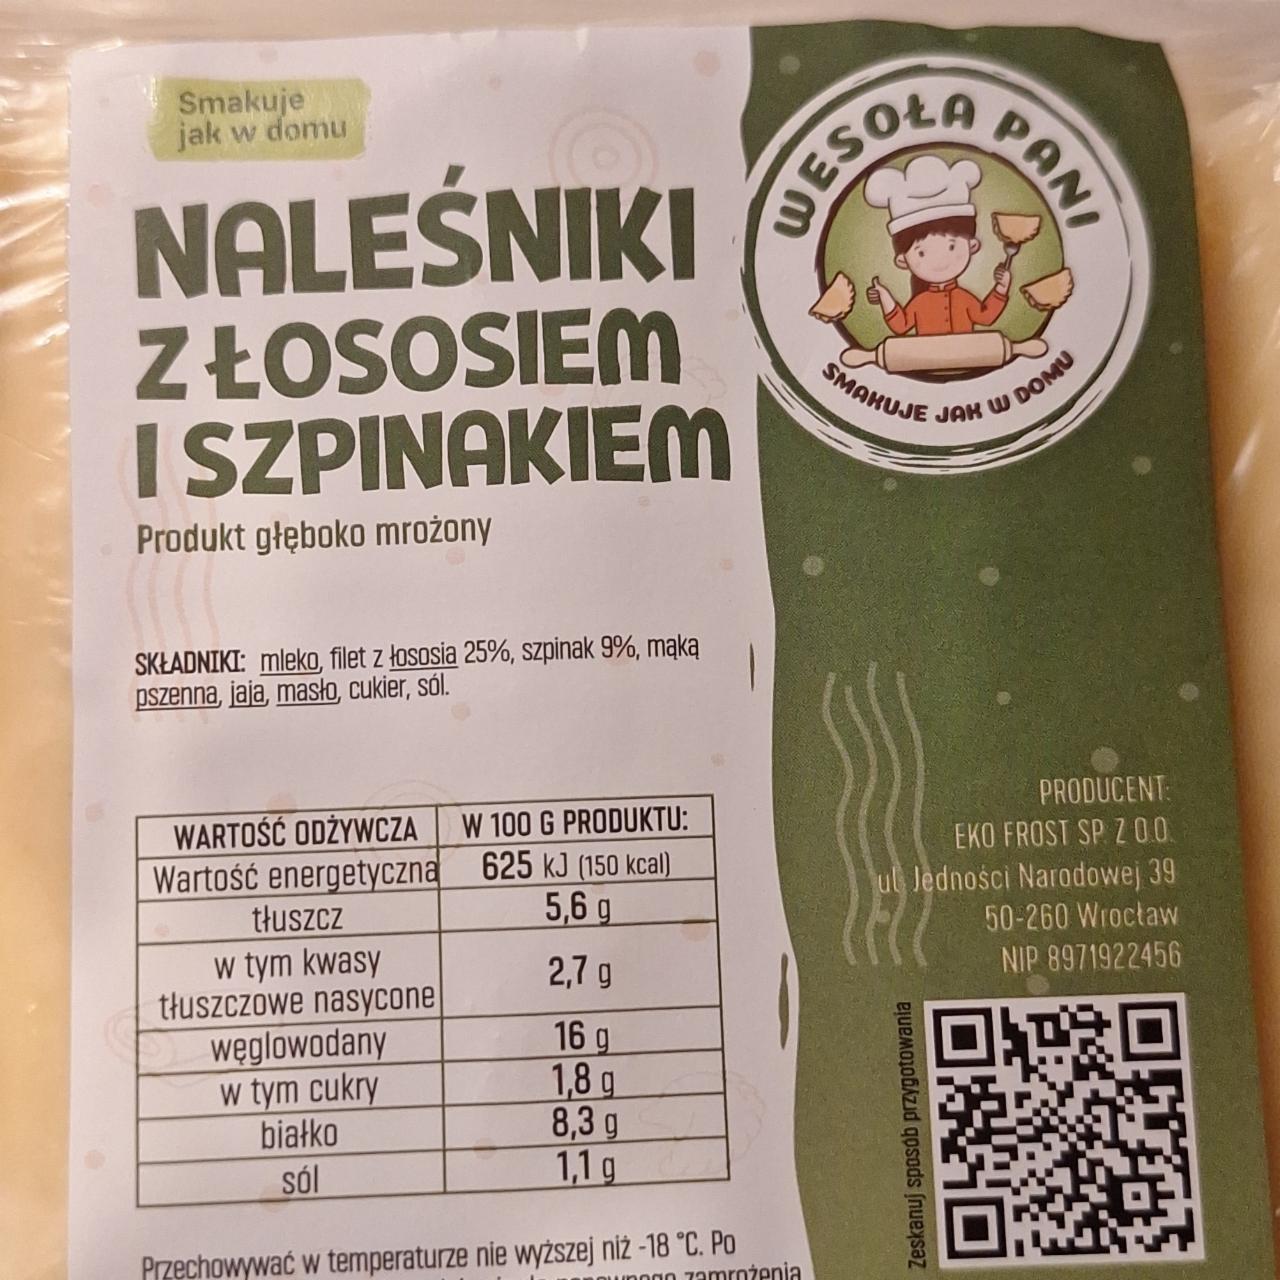 Smakuje
jak w domu
WESOŁA PANI
SMAKUJE JAK W DOMU
NALEŚNIKI
Z ŁOSOSIEM
I SZPINAKIEM
Produkt głęboko mrożony
SKŁADNIKI: mleko, filet z łososia 25%, szpinak 9%, mąką
pszenna, jaja, masło, cukier, sól.
WARTOŚĆ ODŻYWCZA W 100 G PRODUKTU:
Wartość energetyczna 625 kJ (150 kcal)
tłuszcz 5,6 g
w tym kwasy
tłuszczowe nasycone 2,7 g
węglowodany 16 g
w tym cukry 1,8 g
białko 8,3 g
sól 1,1 g
Przechowywać w temperaturze nie wyższej niż -18 °C. Po
ponownego zamrożenia
PRODUCENT:
EKO FROST SP. Z O.O.
ul. Jedności Narodowej 39
50-260 Wrocław
NIP 8971922456
Zeskanuj sposób przygotowania